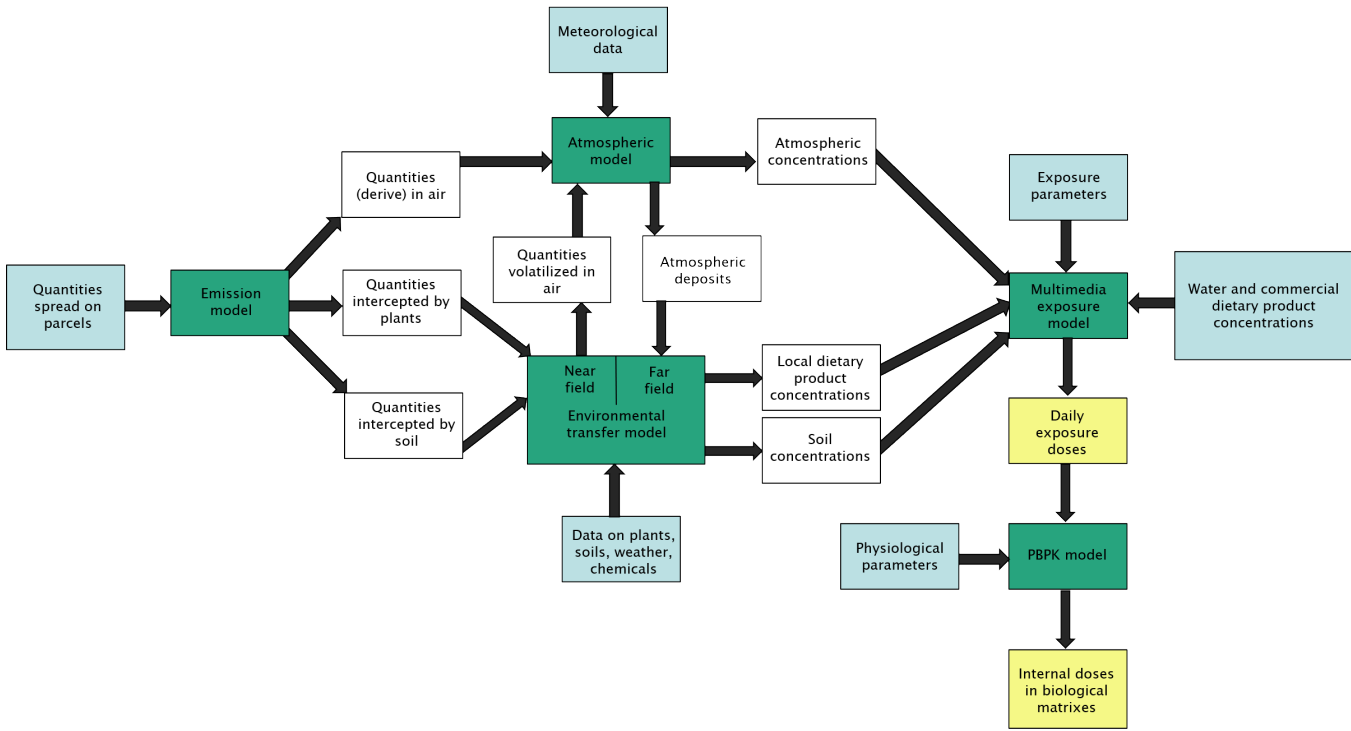 Meteorological
data
Atmospheric
model
Atmospheric
concentrations
Quantities
(derive) in air
Exposure
parameters
Quantities
spread on
parcels
Emission
model
Quantities
intercepted by
plants
Quantities
volatilized in
air
Atmospheric
deposits
Multimedia
exposure
model
Water and commercial
dietary product
concentrations
Quantities
intercepted by
soil
Near
field
Far
field
Environmental
transfer model
Local dietary
product
concentrations
Soil
concentrations
Daily
exposure
doses
Data on plants,
soils, weather,
chemicals
Physiological
parameters
PBPK model
Internal doses
in biological
matrixes